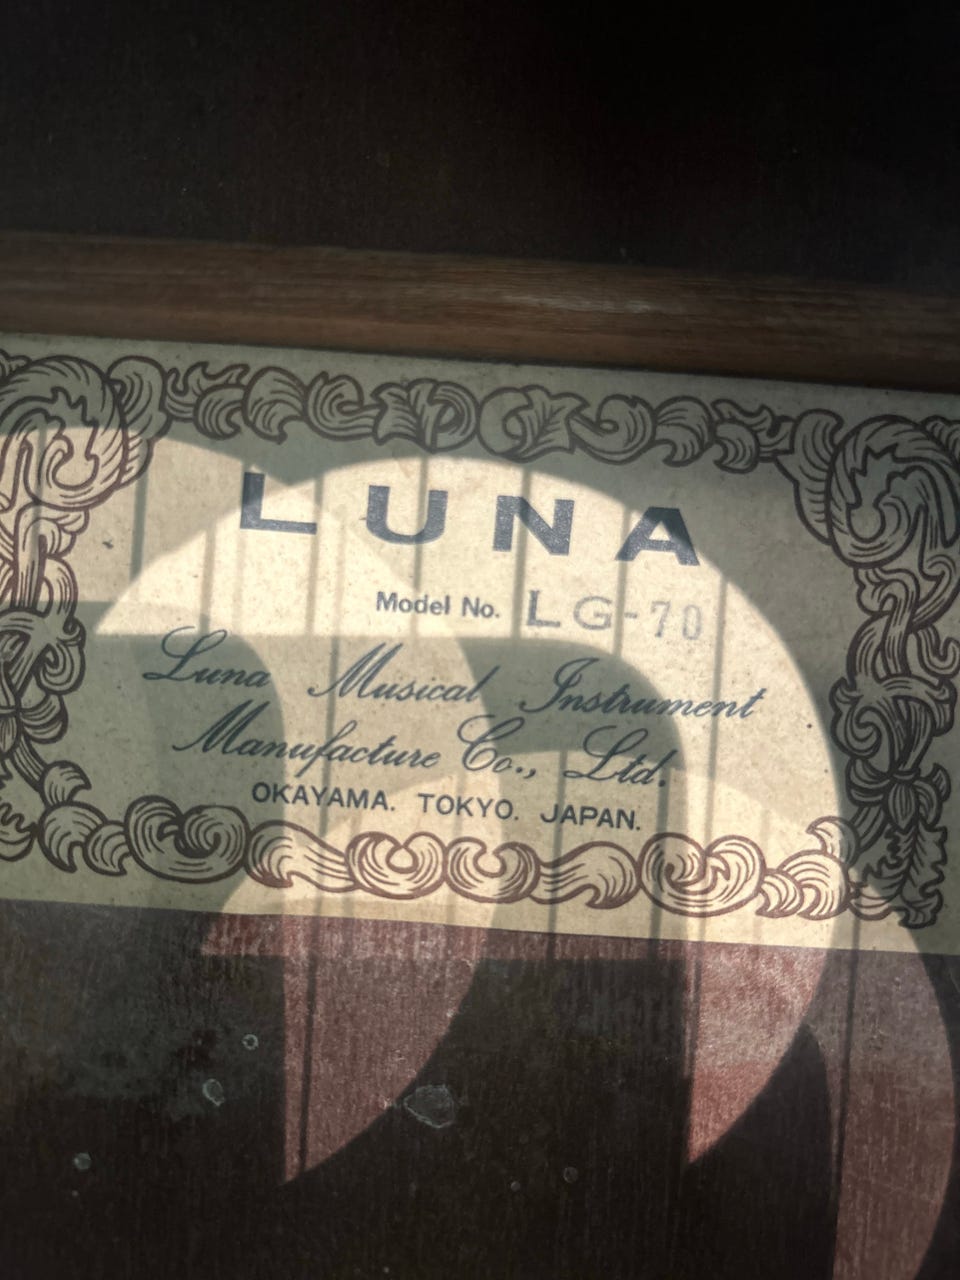 LUNA
Model No. LG-70
Luna Musical Instrument
Manufacture Co., Ltd.
OKAYAMA. TOKYO. JAPAN.